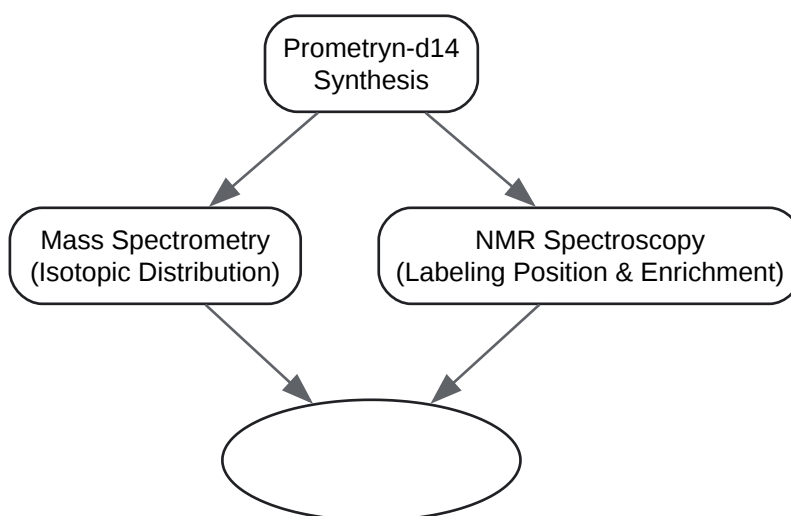 Prometryn-d14
Synthesis
Mass Spectrometry
(Isotopic Distribution)
NMR Spectroscopy
(Labeling Position & Enrichment)